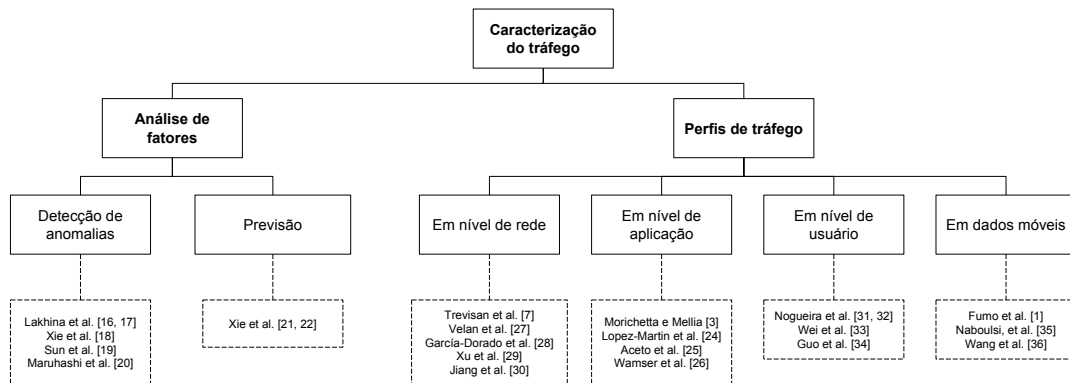 Caracterização
do tráfego
Análise de
fatores
Perfis de tráfego
Detecção de
anomalias
Previsão
Em nível de rede
Em nível de
aplicação
Em nível de
usuário
Em dados móveis
Lakhina et al. [16, 17]
Xie et al. [18]
Sun et al. [19]
Maruhashi et al. [20]
Xie et al. [21, 22]
Trevisan et al. [7]
Velan et al. [27]
García-Dorado et al. [28]
Xu et al. [29]
Jiang et al. [30]
Morichetta e Mellia [3]
Lopez-Martin et al. [24]
Aceto et al. [25]
Wamser et al. [26]
Nogueira et al. [31, 32]
Wei et al. [33]
Guo et al. [34]
Fumo et al. [1]
Naboulsi, et al. [35]
Wang et al. [36]